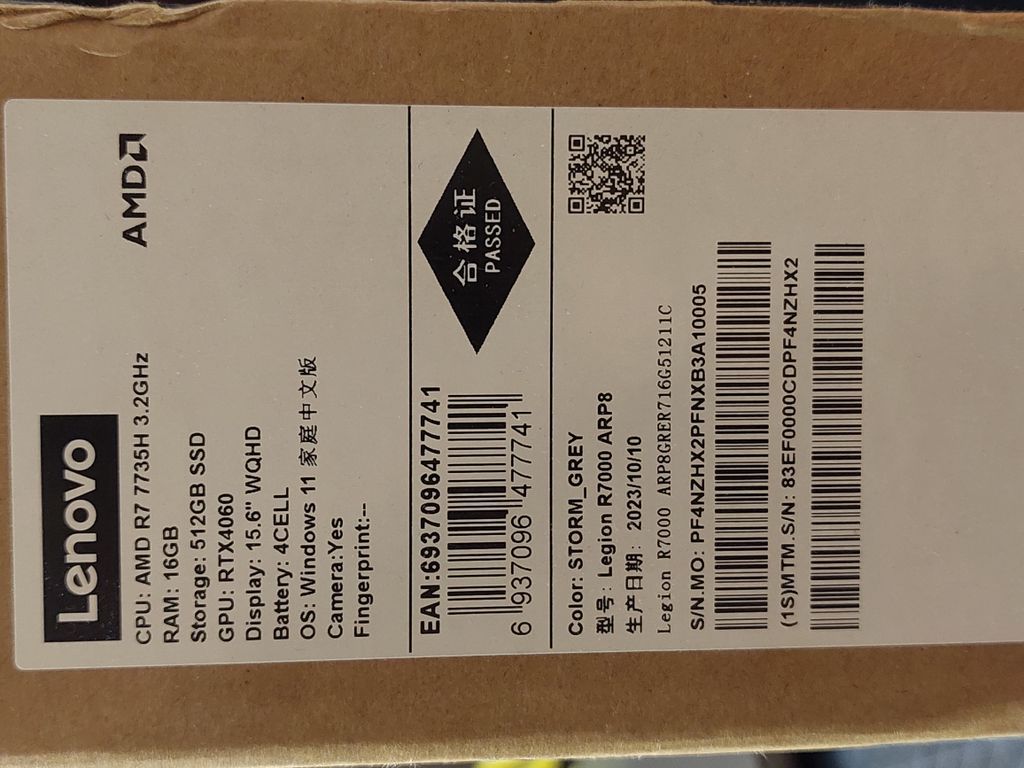 Lenovo
AMD
CPU: AMD R7 7735H 3.2GHz
RAM: 16GB
Storage: 512GB SSD
GPU: RTX4060
Display: 15.6" WQHD
Battery: 4CELL
OS: Windows 11 家庭中文版
Camera:Yes
Fingerprint:--
EAN:6937096477741
6 937096 477741
合格证
PASSED
Color: STORM_GREY
型号: Legion R7000 ARP8
生产日期: 2023/10/10
Legion R7000 ARP8GRER716G51211C
S/N.MO: PF4NZHX2PFNXB3A10005
(1S)MTM.S/N: 83EF0000CDPF4NZHX2